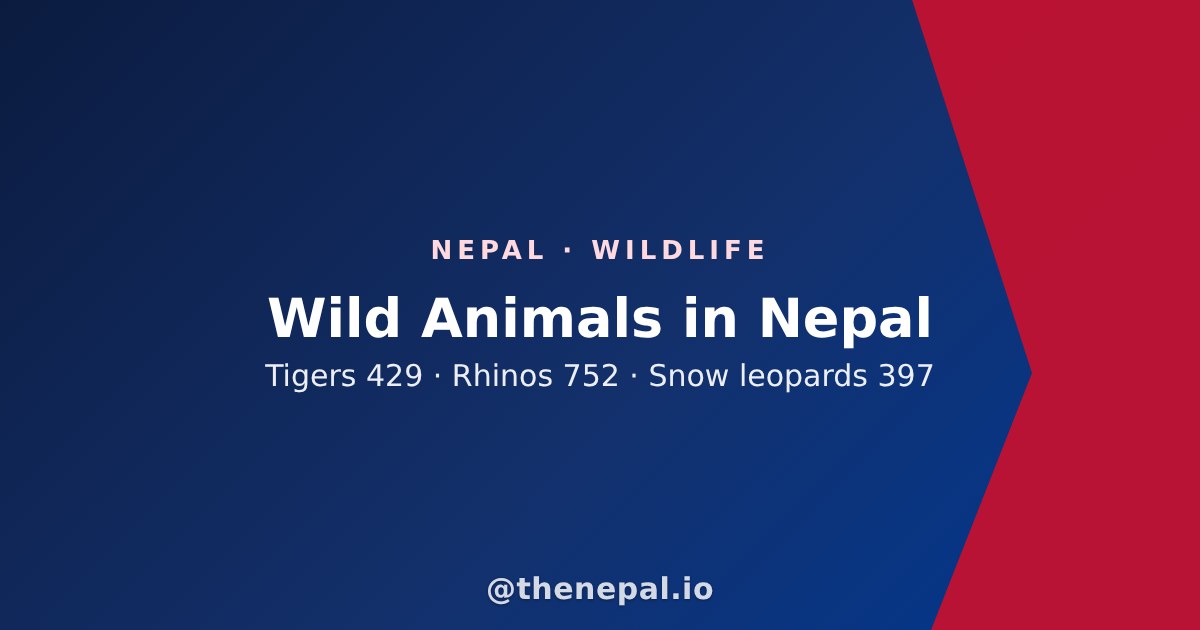 NEPAL · WILDLIFE
Wild Animals in Nepal
Tigers 429 · Rhinos 752 · Snow leopards 397
@thenepal.io